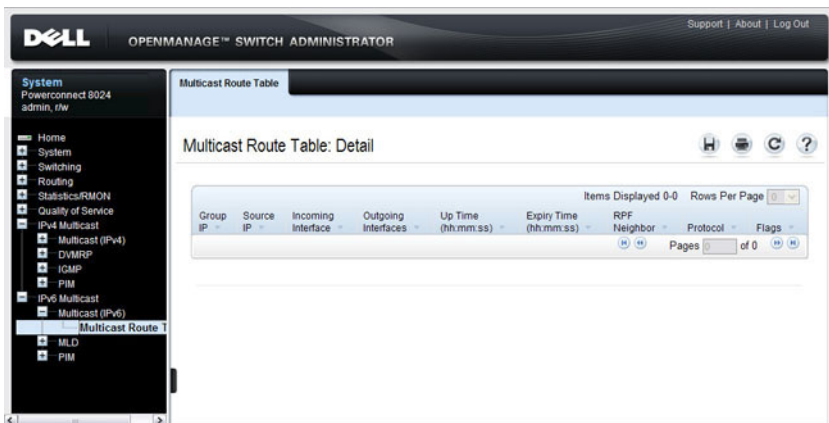 Support | About | Log Out
DELL OPENMANAGE™ SWITCH ADMINISTRATOR
System
Powerconnect 8024
admin, r/w
Home
System
Switching
Routing
Statistics/RMON
Quality of Service
IPv4 Multicast
Multicast (IPv4)
DVMRP
IGMP
PIM
IPv6 Multicast
Multicast (IPv6)
Multicast Route T
MLD
PIM
Multicast Route Table
Multicast Route Table: Detail
Items Displayed 0-0 Rows Per Page 0
Group IP Source IP Incoming Interface Outgoing Interfaces Up Time (hh:mm:ss) Expiry Time (hh:mm:ss) RPF Neighbor Protocol Flags
Pages 0 of 0